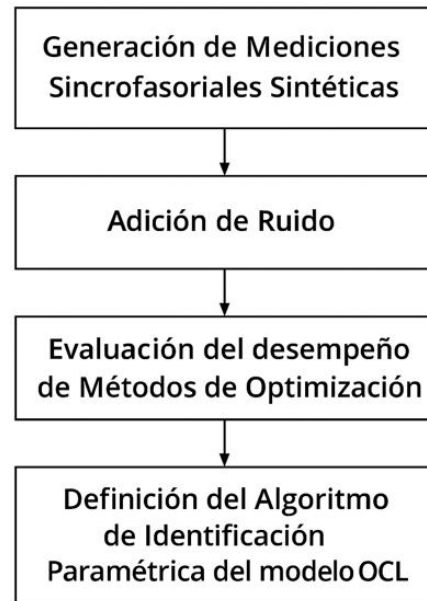 Generación de Mediciones
Sincrofasoriales Sintéticas
Adición de Ruido
Evaluación del desempeño
de Métodos de Optimización
Definición del Algoritmo
de Identificación
Paramétrica del modelo OCL